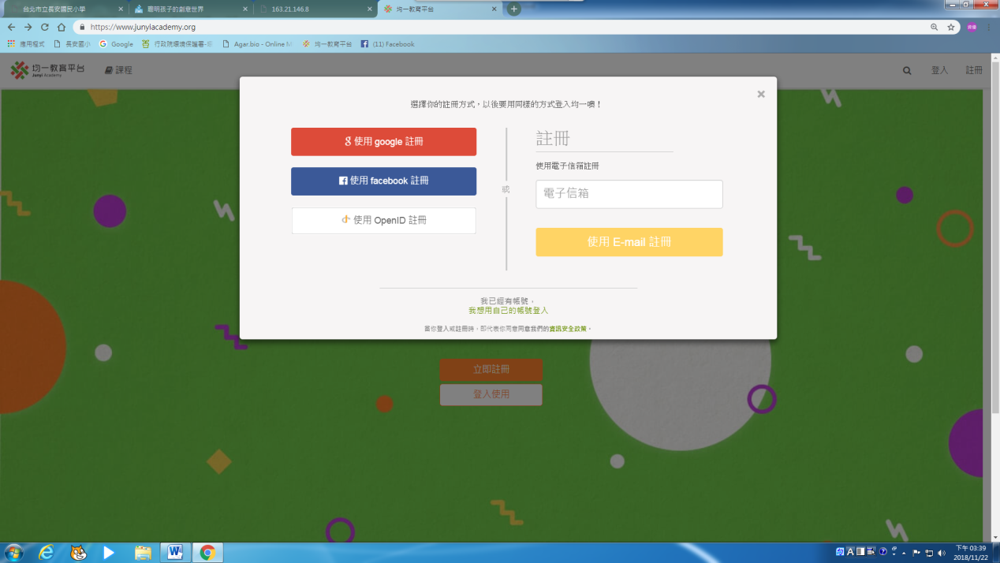 台北市立長安國民小學
聰明孩子的創意世界
163.21.146.8
均一教育平台
https://www.junyiacademy.org
應用程式
長安國小
Google
行政院環境保護署-
Agar.bio - Online M
均一教育平台
(11) Facebook
均一教育平台
Junyi Academy
課程
登入
註冊
選擇你的註冊方式，以後要用同樣的方式登入均一噢！
使用 google 註冊
使用 facebook 註冊
使用 OpenID 註冊
或
註冊
使用電子信箱註冊
電子信箱
使用 E-mail 註冊
我已經有帳號，
我想用自己的帳號登入
當你登入或註冊時，即代表你同意同意我們的資訊安全政策。
立即註冊
登入使用
下午 03:39
2018/11/22